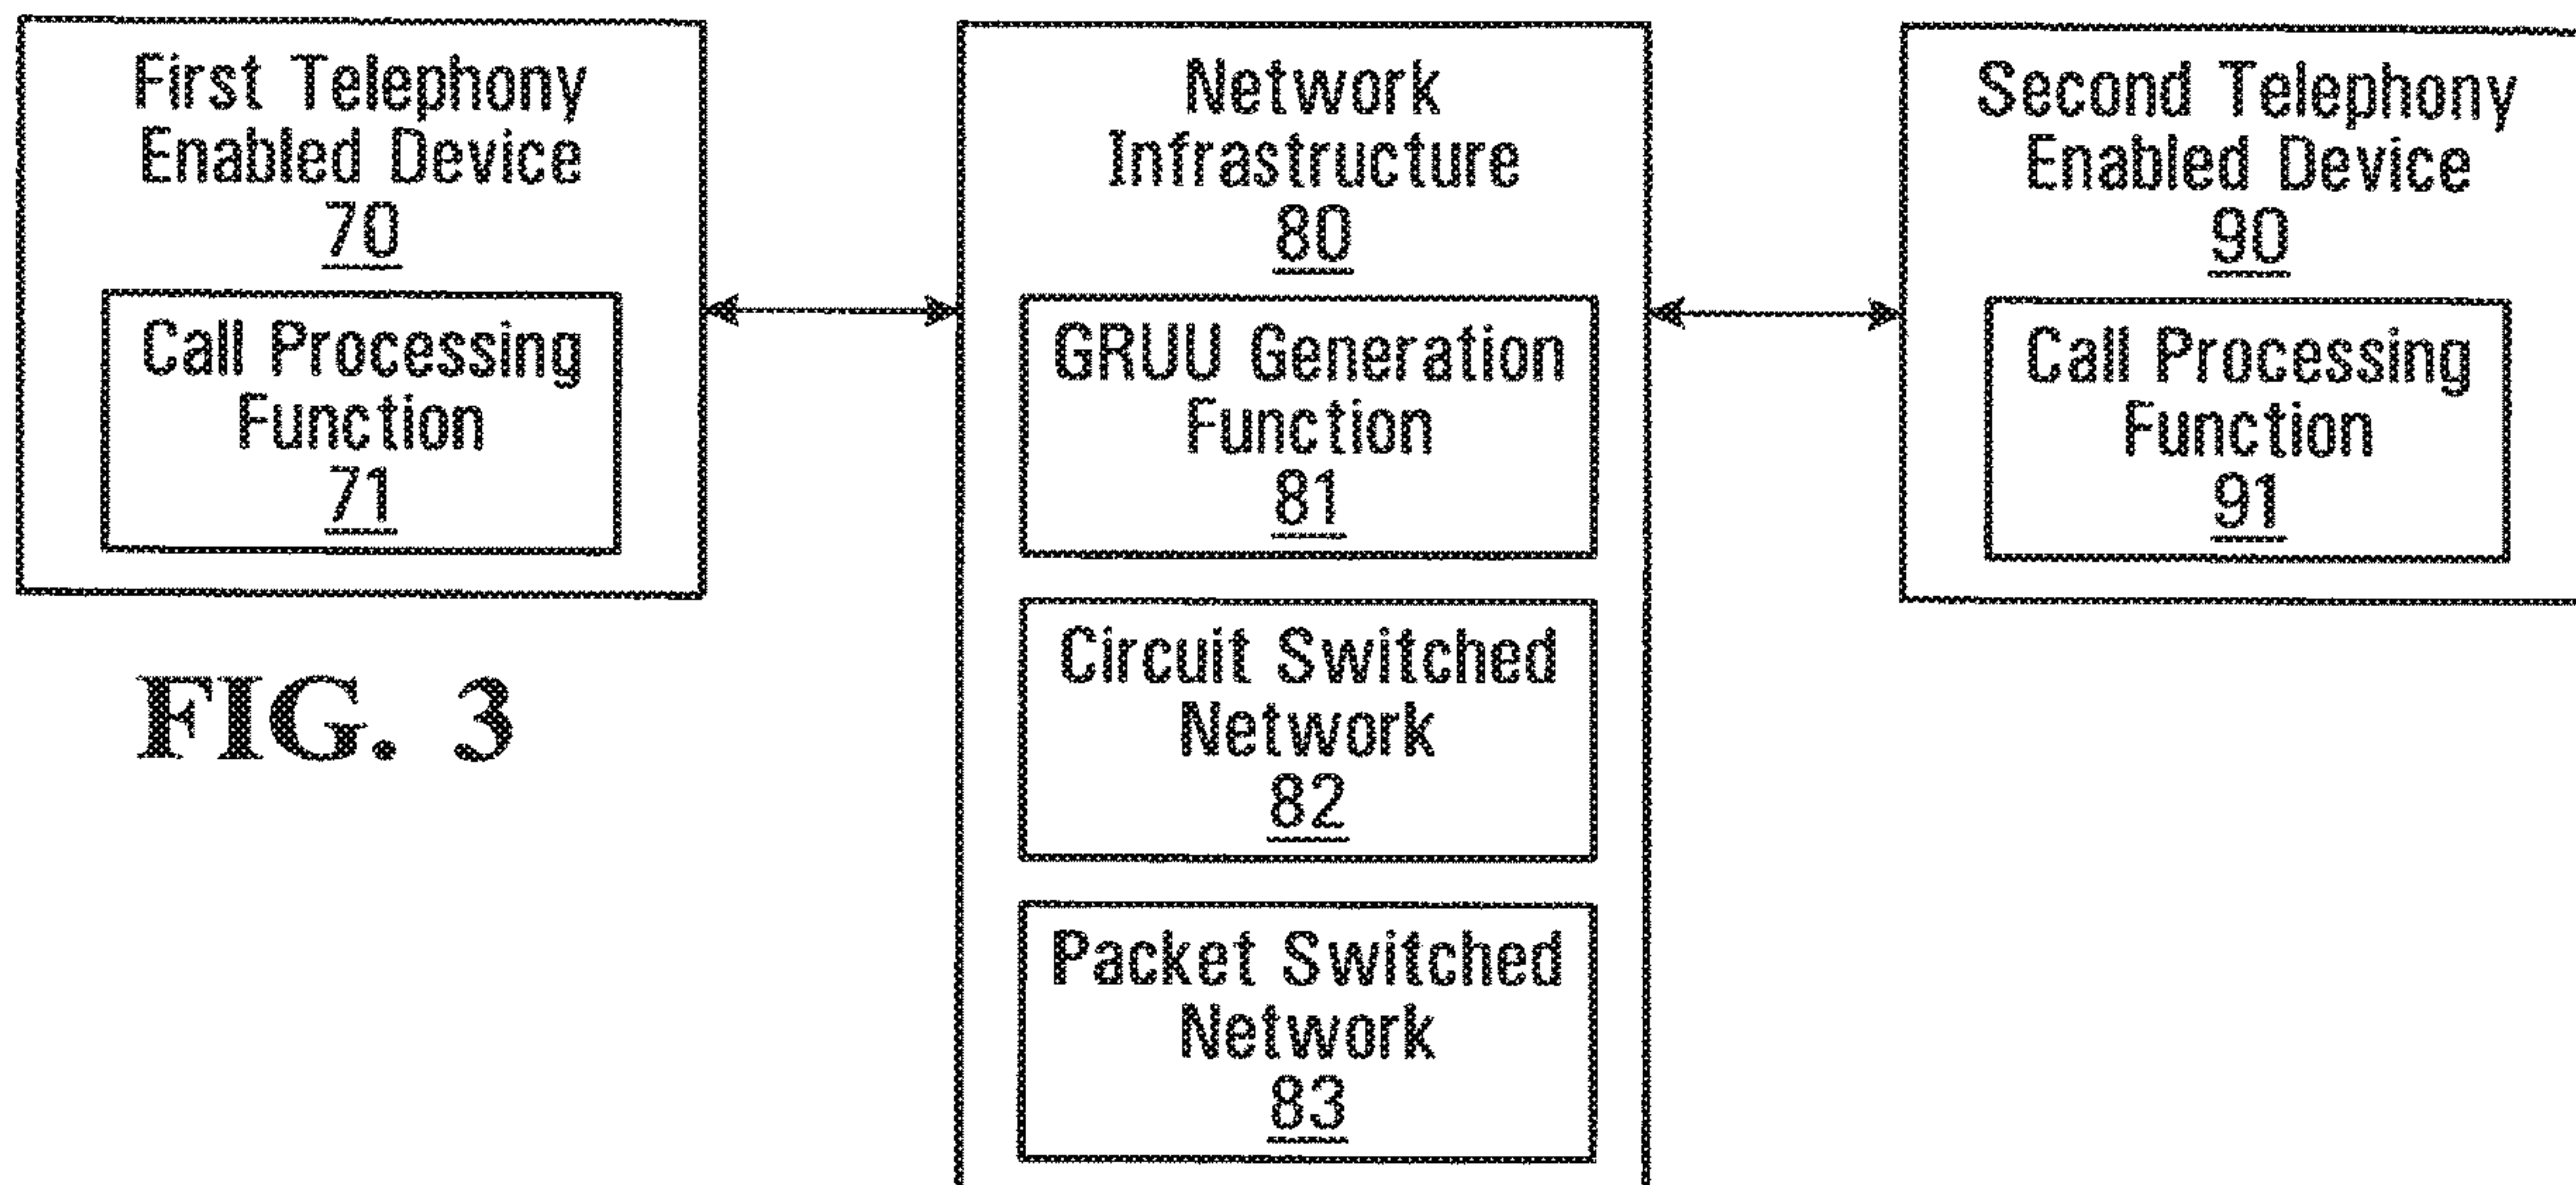 First Telephony
Enabled Device
70
Call Processing
Function
71
FIG. 3
Network
Infrastructure
80
GRUU Generation
Function
81
Circuit Switched
Network
82
Packet Switched
Network
83
Second Telephony
Enabled Device
90
Call Processing
Function
91